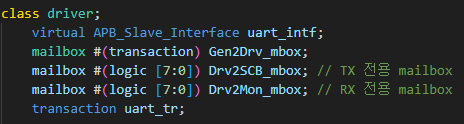 class driver;
    virtual APB_Slave_Interface uart_intf;
    mailbox #(transaction) Gen2Drv_mbox;
    mailbox #(logic [7:0]) Drv2SCB_mbox; // TX 전용 mailbox
    mailbox #(logic [7:0]) Drv2Mon_mbox; // RX 전용 mailbox
    transaction uart_tr;